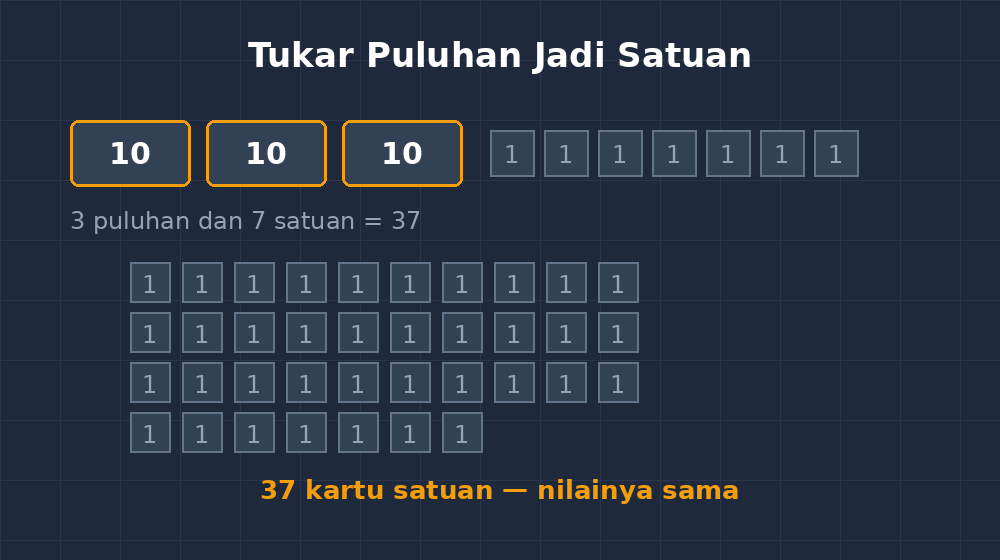 Tukar Puluhan Jadi Satuan
10 10 10 1 1 1 1 1 1 1
3 puluhan dan 7 satuan = 37
1 1 1 1 1 1 1 1 1 1
1 1 1 1 1 1 1 1 1 1
1 1 1 1 1 1 1 1 1 1
1 1 1 1 1 1 1
37 kartu satuan — nilainya sama